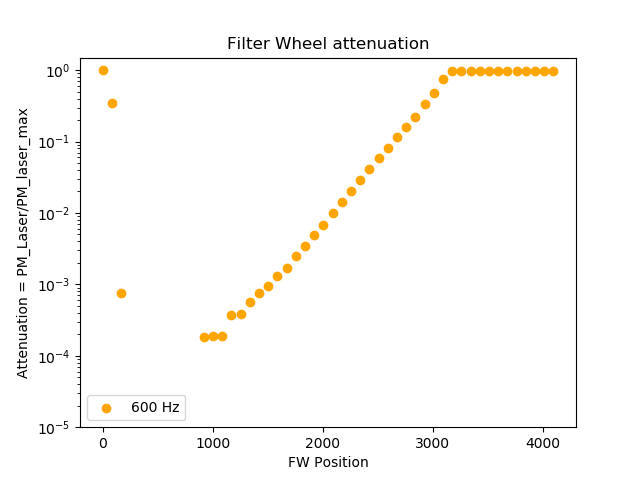 Filter Wheel attenuation
Attenuation = PM_Laser/PM_laser_max
10^0
10^-1
10^-2
10^-3
10^-4
10^-5
600 Hz
0 1000 2000 3000 4000
FW Position